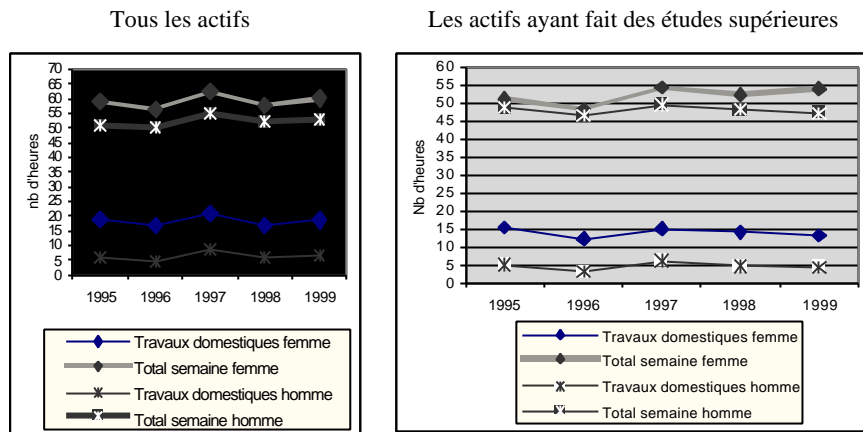 Tous les actifs
70
65
60
55
50
45
40
35
30
25
20
15
10
5
0
nb d'heures
1995 1996 1997 1998 1999
Travaux domestiques femme
Total semaine femme
Travaux domestiques homme
Total semaine homme
Les actifs ayant fait des études supérieures
60
55
50
45
40
35
30
25
20
15
10
5
0
Nb d'heures
1995 1996 1997 1998 1999
Travaux domestiques femme
Total semaine femme
Travaux domestiques homme
Total semaine homme